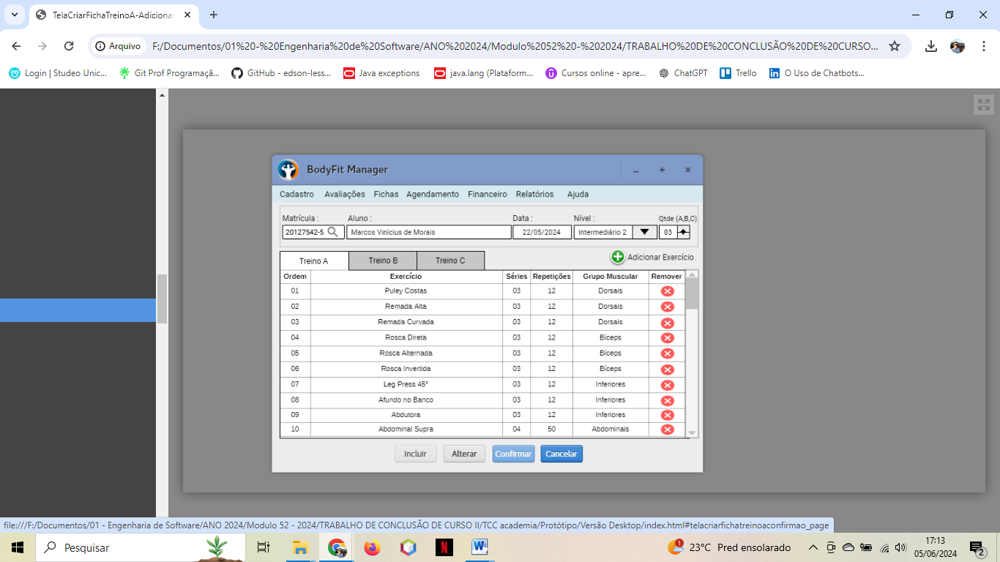 TelaCriarFichaTreinoA-Adicionar
Arquivo
F:/Documentos/01%20-%20Engenharia%20de%20Software/ANO%202024/Modulo%2052%20-%202024/TRABALHO%20DE%20CONCLUSÃO%20DE%20CURSO...
Login | Studeo Unic... Git Prof Programaçã... GitHub - edson-less... Java exceptions java.lang (Plataform... Cursos online - apre... ChatGPT Trello O Uso de Chatbots...
BodyFit Manager
Cadastro Avaliações Fichas Agendamento Financeiro Relatórios Ajuda
Matrícula : Aluno : Data : Nível : Qtde (A,B,C)
20127542-5 Marcos Vinícius de Morais 22/05/2024 Intermediário 2 03
Treino A Treino B Treino C Adicionar Exercício
Ordem Exercício Séries Repetições Grupo Muscular Remover
01 Puley Costas 03 12 Dorsais
02 Remada Alta 03 12 Dorsais
03 Remada Curvada 03 12 Dorsais
04 Rosca Direta 03 12 Bíceps
05 Rosca Alternada 03 12 Bíceps
06 Rosca Invertida 03 12 Bíceps
07 Leg Press 45° 03 12 Inferiores
08 Afundo no Banco 03 12 Inferiores
09 Abdutora 03 12 Inferiores
10 Abdominal Supra 04 50 Abdominais
Incluir Alterar Confirmar Cancelar
file:///F:/Documentos/01 - Engenharia de Software/ANO 2024/Modulo 52 - 2024/TRABALHO DE CONCLUSÃO DE CURSO II/TCC academia/Protótipo/Versão Desktop/index.html#telacriarfichatreinoaconfirmao_page
Pesquisar
1
23°C Pred ensolarado
17:13
05/06/2024
2